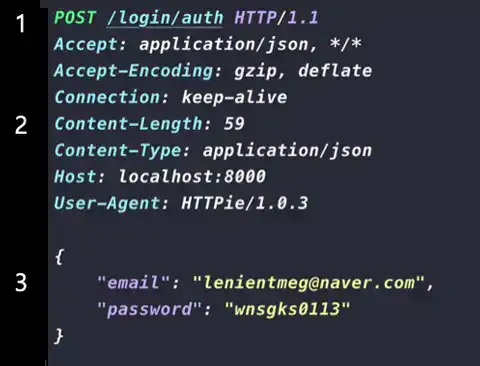 1 POST /login/auth HTTP/1.1
Accept: application/json, */*
Accept-Encoding: gzip, deflate
Connection: keep-alive
2 Content-Length: 59
Content-Type: application/json
Host: localhost:8000
User-Agent: HTTPie/1.0.3
{
3 "email": "lenientmeg@naver.com",
"password": "wnsgks0113"
}